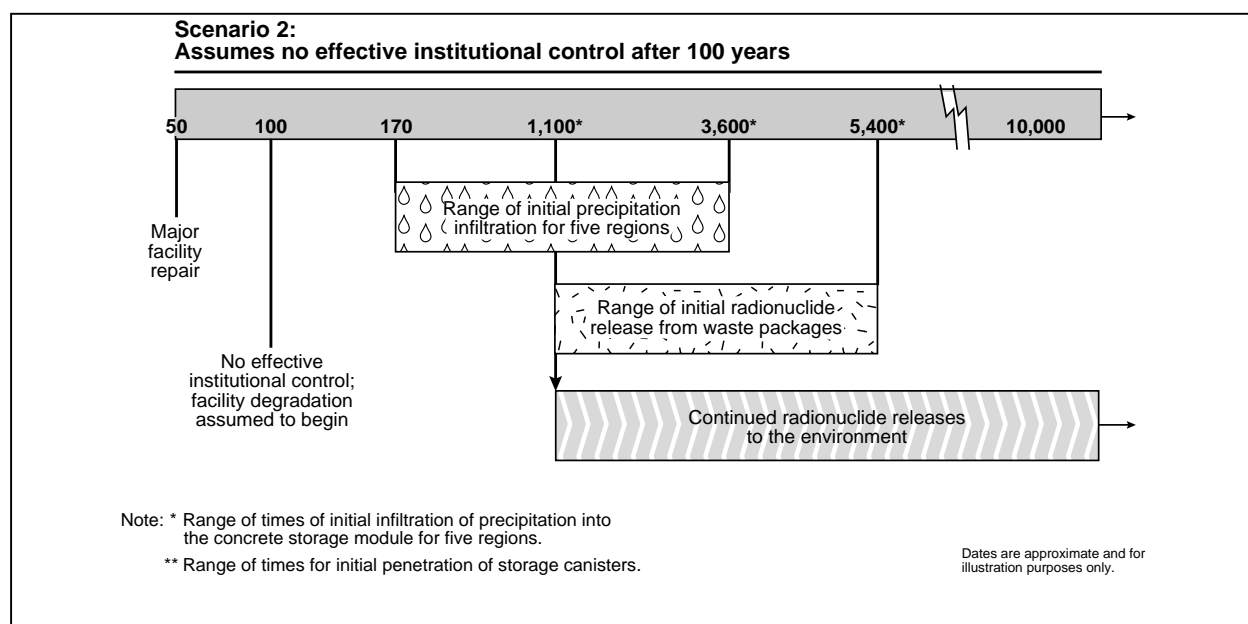 Scenario 2:
Assumes no effective institutional control after 100 years
50 100 170 1,100* 3,600* 5,400* 10,000
Range of initial precipitation
infiltration for five regions
Major
facility
repair
Range of initial radionuclide
release from waste packages
No effective
institutional control;
facility degradation
assumed to begin
Continued radionuclide releases
to the environment
Note: * Range of times of initial infiltration of precipitation into
the concrete storage module for five regions.
** Range of times for initial penetration of storage canisters.
Dates are approximate and for
illustration purposes only.